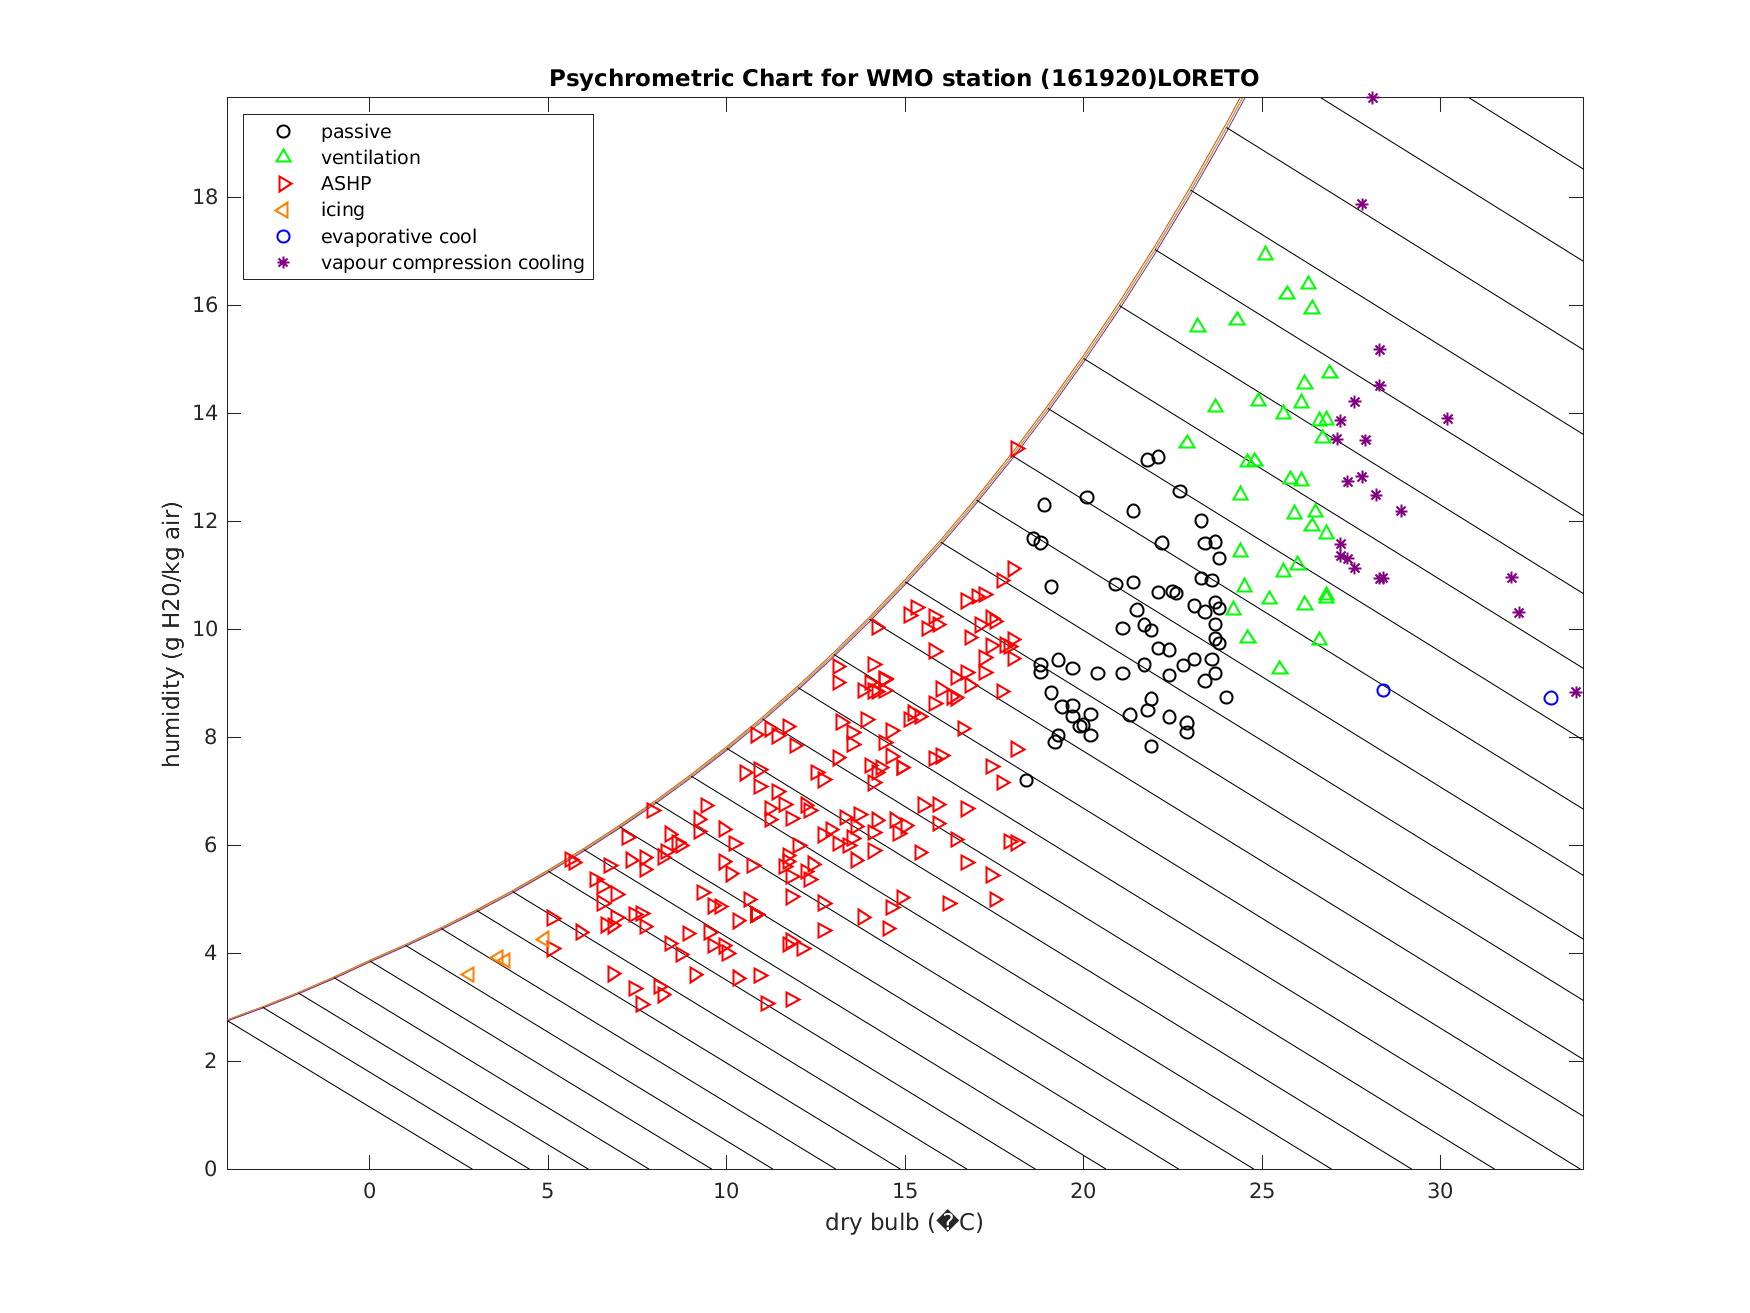 Psychrometric Chart for WMO station (161920)LORETO
passive
ventilation
ASHP
icing
evaporative cool
vapour compression cooling
18
16
14
12
10
8
6
4
2
0
humidity (g H20/kg air)
0 5 10 15 20 25 30
dry bulb (�C)